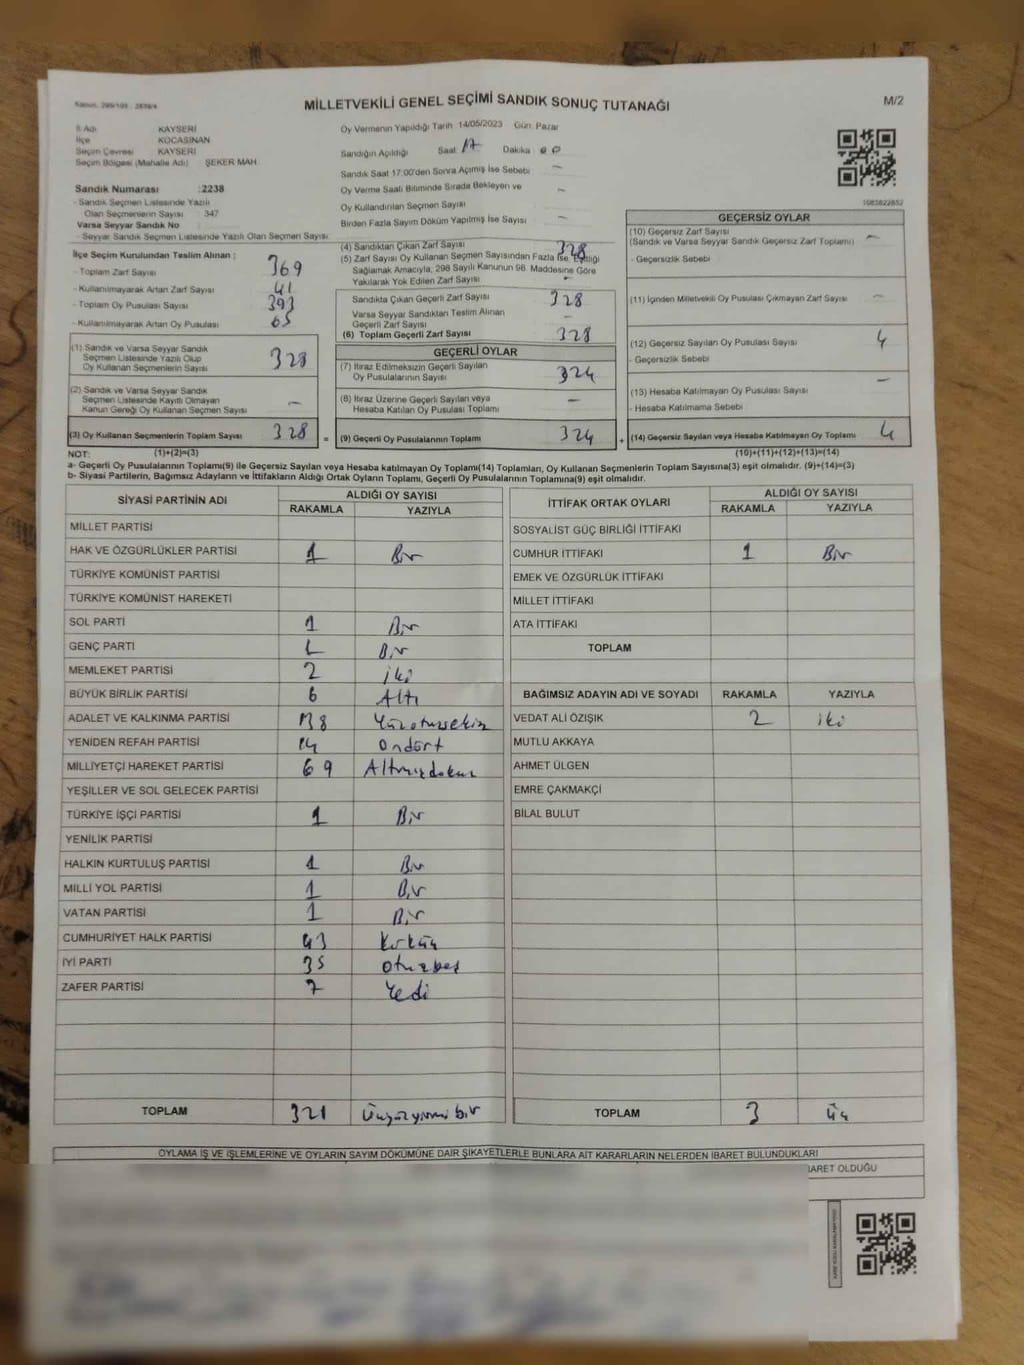 Kanun: 298/105 - 2839/4
MİLLETVEKİLİ GENEL SEÇİMİ SANDIK SONUÇ TUTANAĞI
M/2
İl Adı KAYSERİ
İlçe KOCASİNAN
Seçim Çevresi KAYSERİ
Seçim Bölgesi (Mahalle Adı) ŞEKER MAH.
Sandık Numarası :2238
- Sandık Seçmen Listesinde Yazılı
Olan Seçmenlerin Sayısı : 347
Varsa Seyyar Sandık No
- Seyyar Sandık Seçmen Listesinde Yazılı Olan Seçmen Sayısı:
Oy Vermenin Yapıldığı Tarih 14/05/2023 Gün: Pazar
Sandığın Açıldığı Saat: 17 Dakika: 00
Sandık Saat 17:00'den Sonra Açılmış İse Sebebi –
Oy Verme Saati Bitiminde Sırada Bekleyen ve
Oy Kullandırılan Seçmen Sayısı –
Birden Fazla Sayım Döküm Yapılmış İse Sayısı –
1083822852
İlçe Seçim Kurulundan Teslim Alınan :
- Toplam Zarf Sayısı 369
- Kullanılmayarak Artan Zarf Sayısı 41
- Toplam Oy Pusulası Sayısı 393
- Kullanılmayarak Artan Oy Pusulası 65
(1) Sandık ve Varsa Seyyar Sandık
Seçmen Listesinde Yazılı Olup
Oy Kullanan Seçmenlerin Sayısı 328
(2) Sandık ve Varsa Seyyar Sandık
Seçmen Listesinde Kayıtlı Olmayan
Kanun Gereği Oy Kullanan Seçmen Sayısı –
(3) Oy Kullanan Seçmenlerin Toplam Sayısı 328
(4) Sandıktan Çıkan Zarf Sayısı 328
(5) Zarf Sayısı Oy Kullanan Seçmen Sayısından Fazla İse, Eşitliği
Sağlamak Amacıyla, 298 Sayılı Kanunun 98. Maddesine Göre
Yakılarak Yok Edilen Zarf Sayısı –
Sandıkta Çıkan Geçerli Zarf Sayısı 328
Varsa Seyyar Sandıktan Teslim Alınan
Geçerli Zarf Sayısı –
(6) Toplam Geçerli Zarf Sayısı 328
GEÇERLİ OYLAR
(7) İtiraz Edilmeksizin Geçerli Sayılan
Oy Pusulalarının Sayısı 324
(8) İtiraz Üzerine Geçerli Sayılan veya
Hesaba Katılan Oy Pusulası Toplamı –
= (9) Geçerli Oy Pusulalarının Toplamı 324
GEÇERSİZ OYLAR
(10) Geçersiz Zarf Sayısı
(Sandık ve Varsa Seyyar Sandık Geçersiz Zarf Toplamı) –
- Geçersizlik Sebebi
(11) İçinden Milletvekili Oy Pusulası Çıkmayan Zarf Sayısı –
(12) Geçersiz Sayılan Oy Pusulası Sayısı 4
- Geçersizlik Sebebi
(13) Hesaba Katılmayan Oy Pusulası Sayısı –
- Hesaba Katılmama Sebebi
+ (14) Geçersiz Sayılan veya Hesaba Katılmayan Oy Toplamı 4
NOT: (1)+(2)=(3) (10)+(11)+(12)+(13)=(14)
a- Geçerli Oy Pusulalarının Toplamı(9) ile Geçersiz Sayılan veya Hesaba katılmayan Oy Toplamı(14) Toplamları, Oy Kullanan Seçmenlerin Toplam Sayısına(3) eşit olmalıdır. (9)+(14)=(3)
b- Siyasi Partilerin, Bağımsız Adayların ve İttifakların Aldığı Ortak Oyların Toplamı, Geçerli Oy Pusulalarının Toplamına(9) eşit olmalıdır.
SİYASİ PARTİNİN ADI ALDIĞI OY SAYISI
RAKAMLA YAZIYLA
MİLLET PARTİSİ
HAK VE ÖZGÜRLÜKLER PARTİSİ 1 Bir
TÜRKİYE KOMÜNİST PARTİSİ
TÜRKİYE KOMÜNİST HAREKETİ
SOL PARTİ 1 Bir
GENÇ PARTİ 1 Bir
MEMLEKET PARTİSİ 2 iki
BÜYÜK BİRLİK PARTİSİ 6 Altı
ADALET VE KALKINMA PARTİSİ 138 Yüzotuzsekiz
YENİDEN REFAH PARTİSİ 14 Ondört
MİLLİYETÇİ HAREKET PARTİSİ 69 Altmışdokuz
YEŞİLLER VE SOL GELECEK PARTİSİ
TÜRKİYE İŞÇİ PARTİSİ 1 Bir
YENİLİK PARTİSİ
HALKIN KURTULUŞ PARTİSİ 1 Bir
MİLLİ YOL PARTİSİ 1 Bir
VATAN PARTİSİ 1 Bir
CUMHURİYET HALK PARTİSİ 43 Kırküç
İYİ PARTİ 35 Otuzbeş
ZAFER PARTİSİ 7 Yedi
TOPLAM 321 Üçyüzyirmi bir
İTTİFAK ORTAK OYLARI ALDIĞI OY SAYISI
RAKAMLA YAZIYLA
SOSYALİST GÜÇ BİRLİĞİ İTTİFAKI
CUMHUR İTTİFAKI 1 Bir
EMEK VE ÖZGÜRLÜK İTTİFAKI
MİLLET İTTİFAKI
ATA İTTİFAKI
TOPLAM
BAĞIMSIZ ADAYIN ADI VE SOYADI RAKAMLA YAZIYLA
VEDAT ALİ ÖZIŞIK 2 iki
MUTLU AKKAYA
AHMET ÜLGEN
EMRE ÇAKMAKÇİ
BİLAL BULUT
TOPLAM 3 Üç
OYLAMA İŞ VE İŞLEMLERİNE VE OYLARIN SAYIM DÖKÜMÜNE DAİR ŞİKAYETLERLE BUNLARA AİT KARARLARIN NELERDEN İBARET BULUNDUKLARI
İBARET OLDUĞU